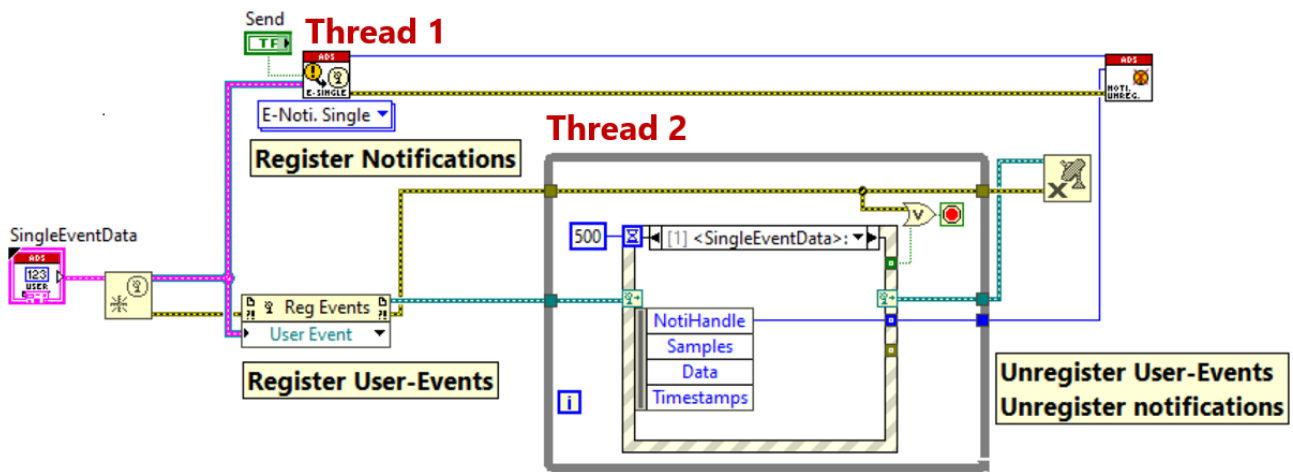 Send
Thread 1
TF
ADS
E-SINGLE
E-Noti. Single
Register Notifications
ADS
NOTI.
UNREG.
Thread 2
SingleEventData
ADS
123
USER
Reg Events
User Event
Register User-Events
500
[1] <SingleEventData>:
V
X
NotiHandle
Samples
Data
Timestamps
i
Unregister User-Events
Unregister notifications